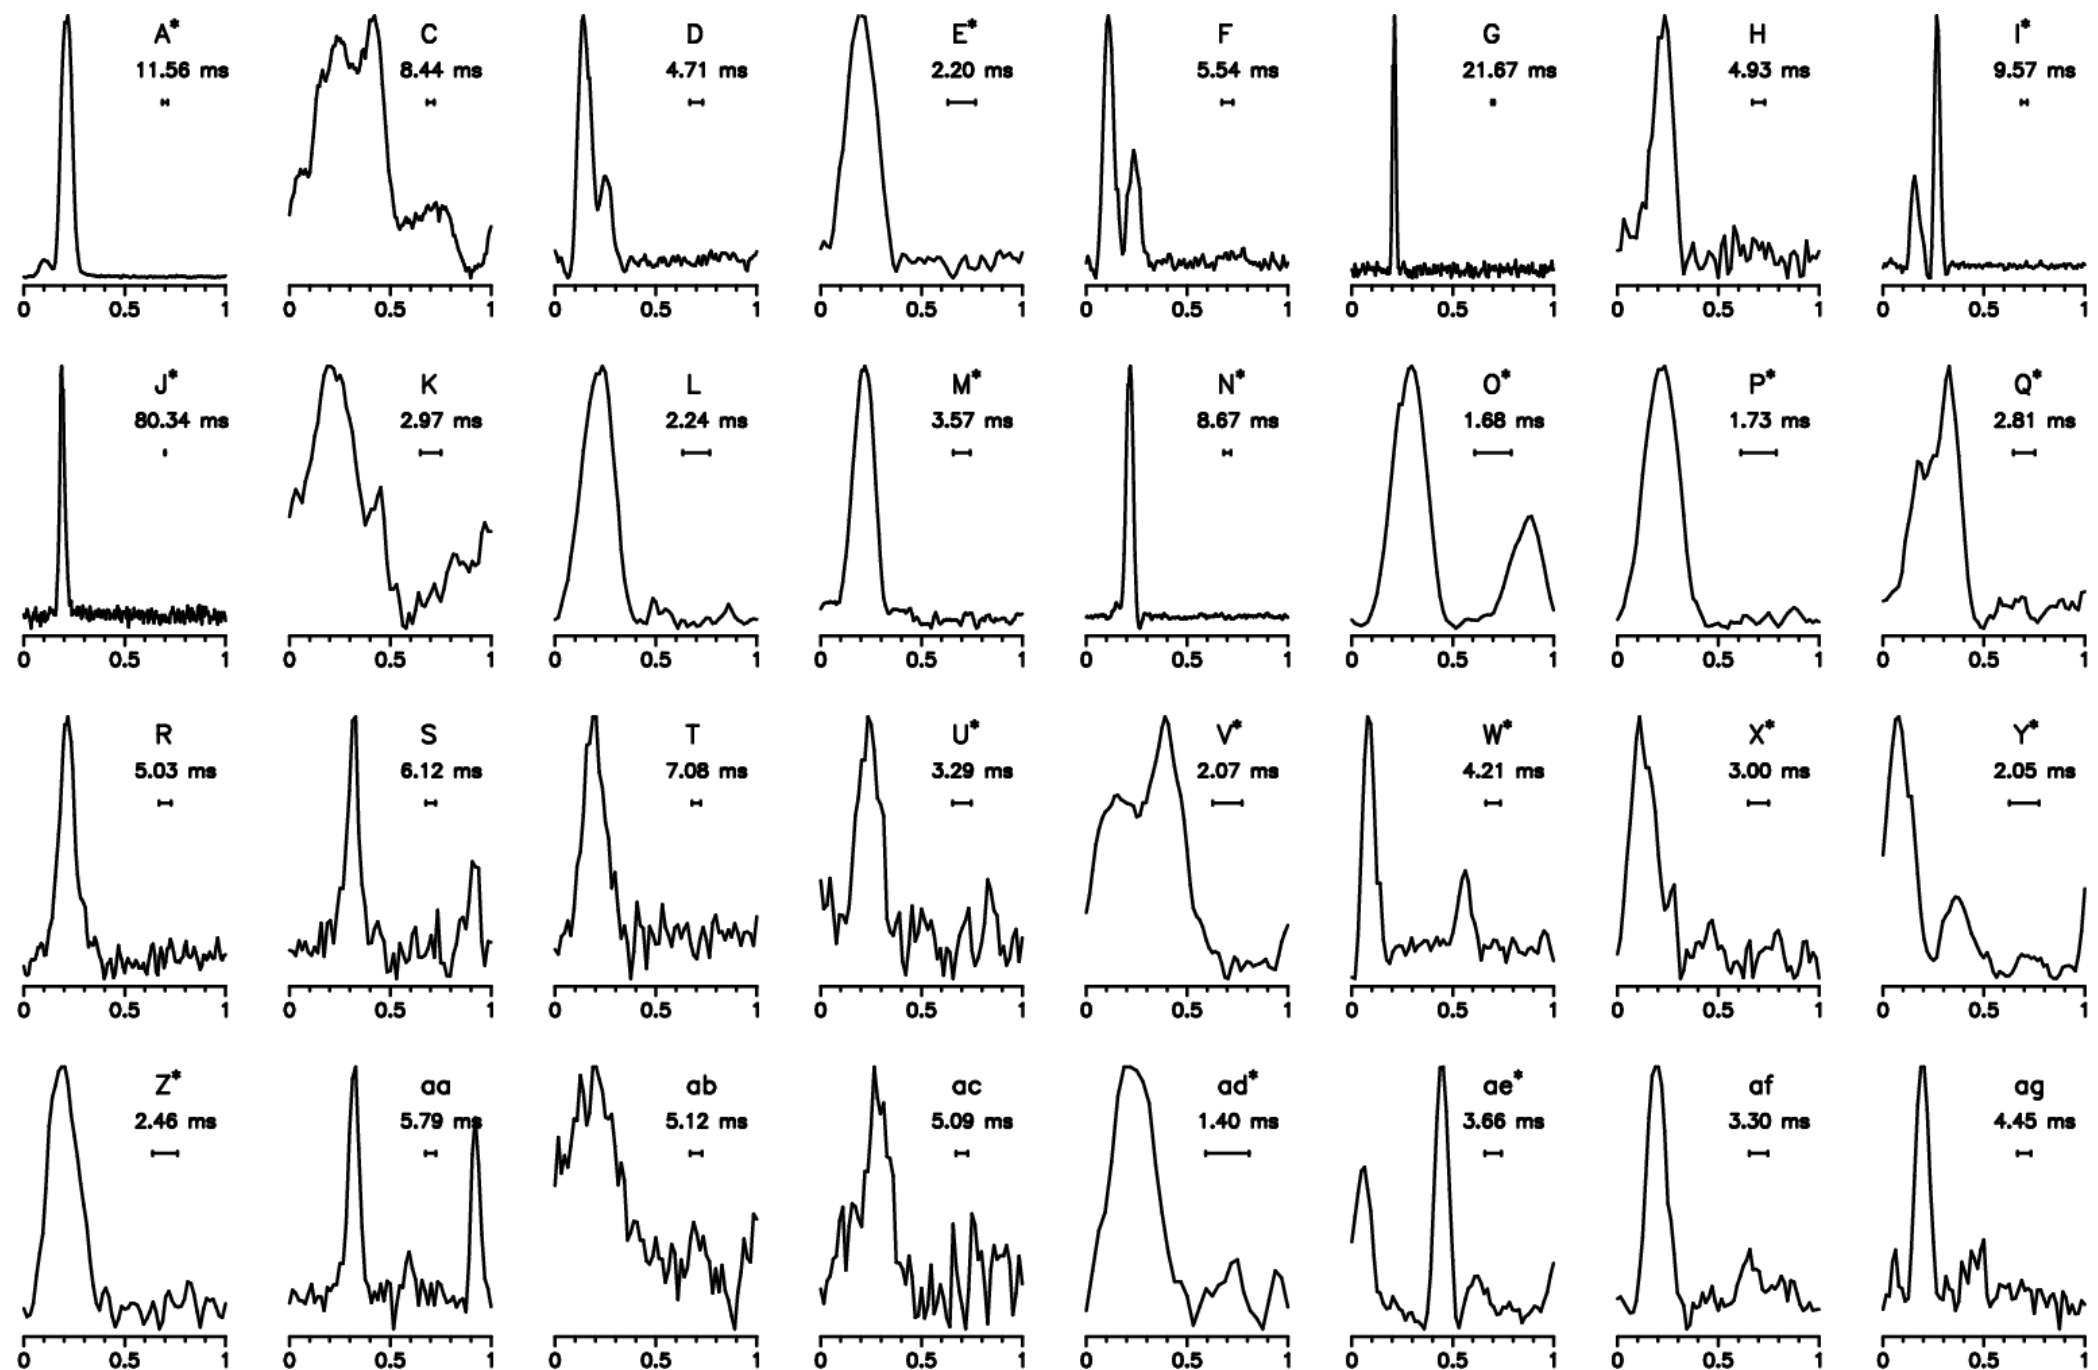 A* C D E* F G H I*
11.56 ms 8.44 ms 4.71 ms 2.20 ms 5.54 ms 21.67 ms 4.93 ms 9.57 ms
0 0.5 1 0 0.5 1 0 0.5 1 0 0.5 1 0 0.5 1 0 0.5 1 0 0.5 1 0 0.5 1
J* K L M* N* O* P* Q*
80.34 ms 2.97 ms 2.24 ms 3.57 ms 8.67 ms 1.68 ms 1.73 ms 2.81 ms
0 0.5 1 0 0.5 1 0 0.5 1 0 0.5 1 0 0.5 1 0 0.5 1 0 0.5 1 0 0.5 1
R S T U* V* W* X* Y*
5.03 ms 6.12 ms 7.08 ms 3.29 ms 2.07 ms 4.21 ms 3.00 ms 2.05 ms
0 0.5 1 0 0.5 1 0 0.5 1 0 0.5 1 0 0.5 1 0 0.5 1 0 0.5 1 0 0.5 1
Z* aa ab ac ad* ae* af ag
2.46 ms 5.79 ms 5.12 ms 5.09 ms 1.40 ms 3.66 ms 3.30 ms 4.45 ms
0 0.5 1 0 0.5 1 0 0.5 1 0 0.5 1 0 0.5 1 0 0.5 1 0 0.5 1 0 0.5 1